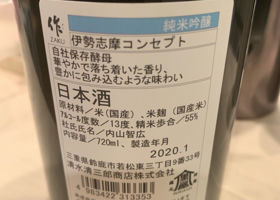 作
ZAKU
純米吟醸
伊勢志摩コンセプト
自社保存酵母
華やかで落ち着いた香り、
豊かに包み込むような味わい
日本酒
原材料/米(国産)、米麹(国産米)
アルコール度数/13度、精米歩合/55%
杜氏氏名/内山智広
内容量/720ml、製造年月
2020.1
三重県鈴鹿市若松東三丁目9番33号
清水清三郎商店株式会社
4 983422 313353